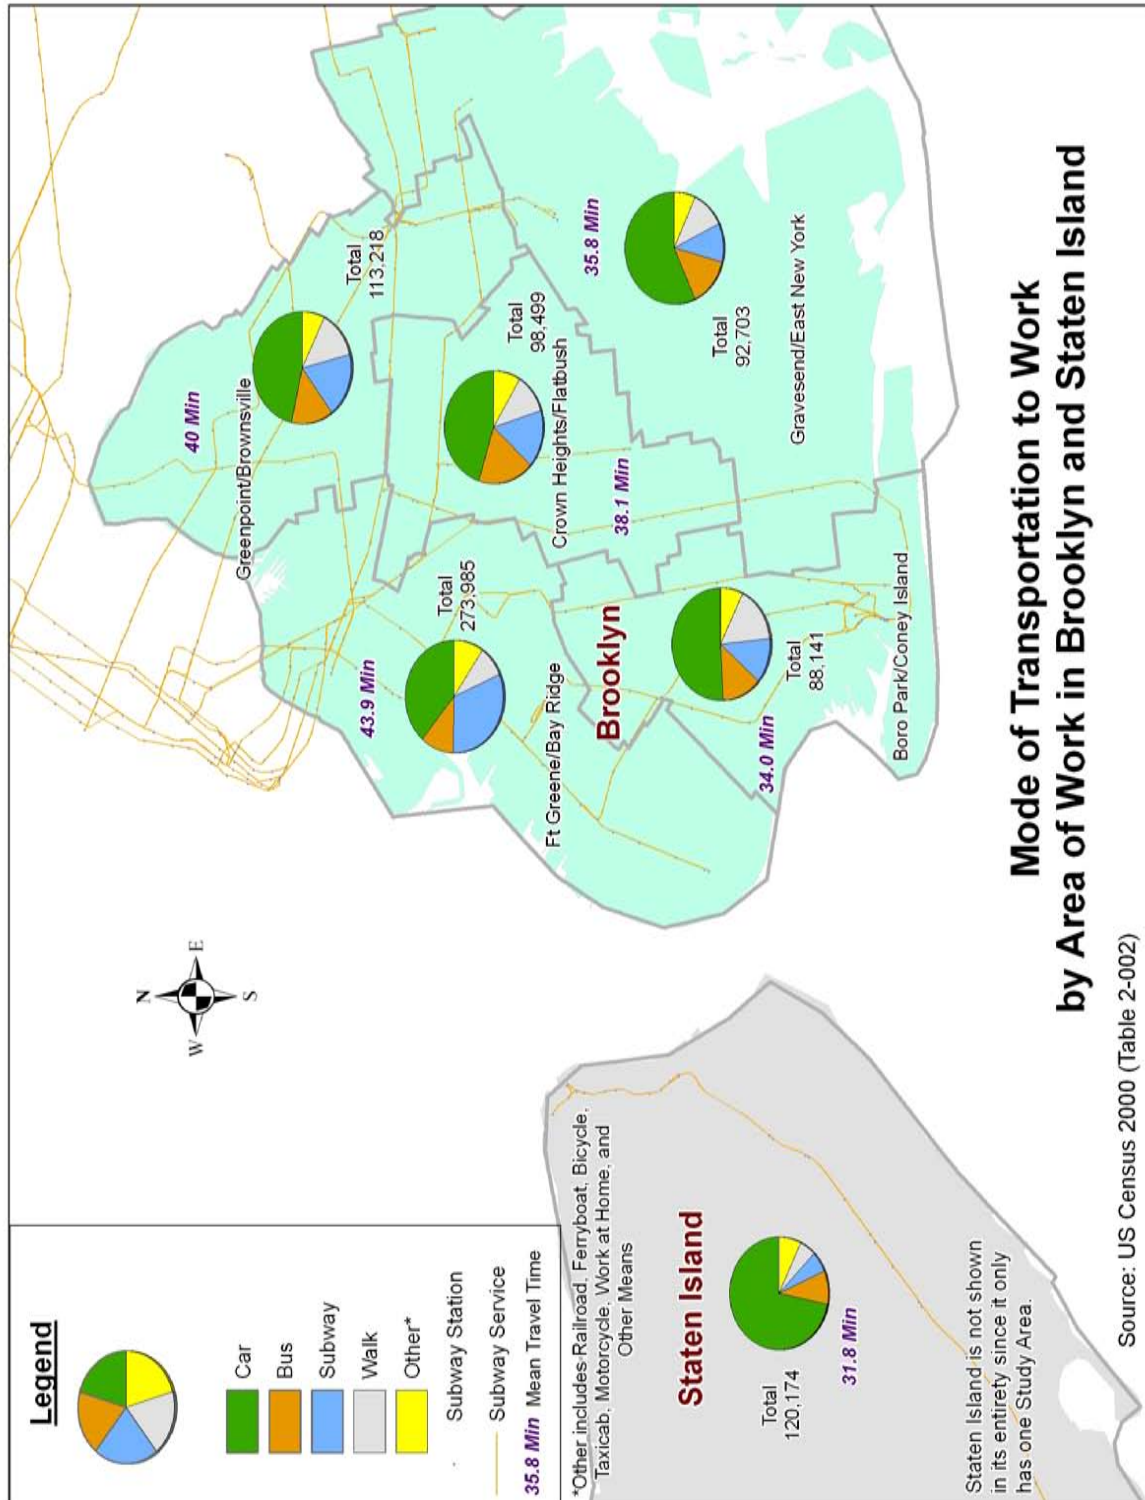 Legend
Car
Bus
Subway
Walk
Other*
Subway Station
Subway Service
35.8 Min Mean Travel Time
*Other includes-Railroad, Ferryboat, Bicycle,
Taxicab, Motorcycle, Work at Home, and
Other Means
N
W
E
S
40 Min
Greenpoint/Brownsville
Total
113,218
43.9 Min
Total
273,985
Ft Greene/Bay Ridge
Total
98,499
Crown Heights/Flatbush
38.1 Min
35.8 Min
Total
92,703
Gravesend/East New York
Brooklyn
Total
88,141
34.0 Min
Boro Park/Coney Island
Staten Island
Total
120,174
31.8 Min
Staten Island is not shown
in its entirety since it only
has one Study Area.
Mode of Transportation to Work
by Area of Work in Brooklyn and Staten Island
Source: US Census 2000 (Table 2-002)